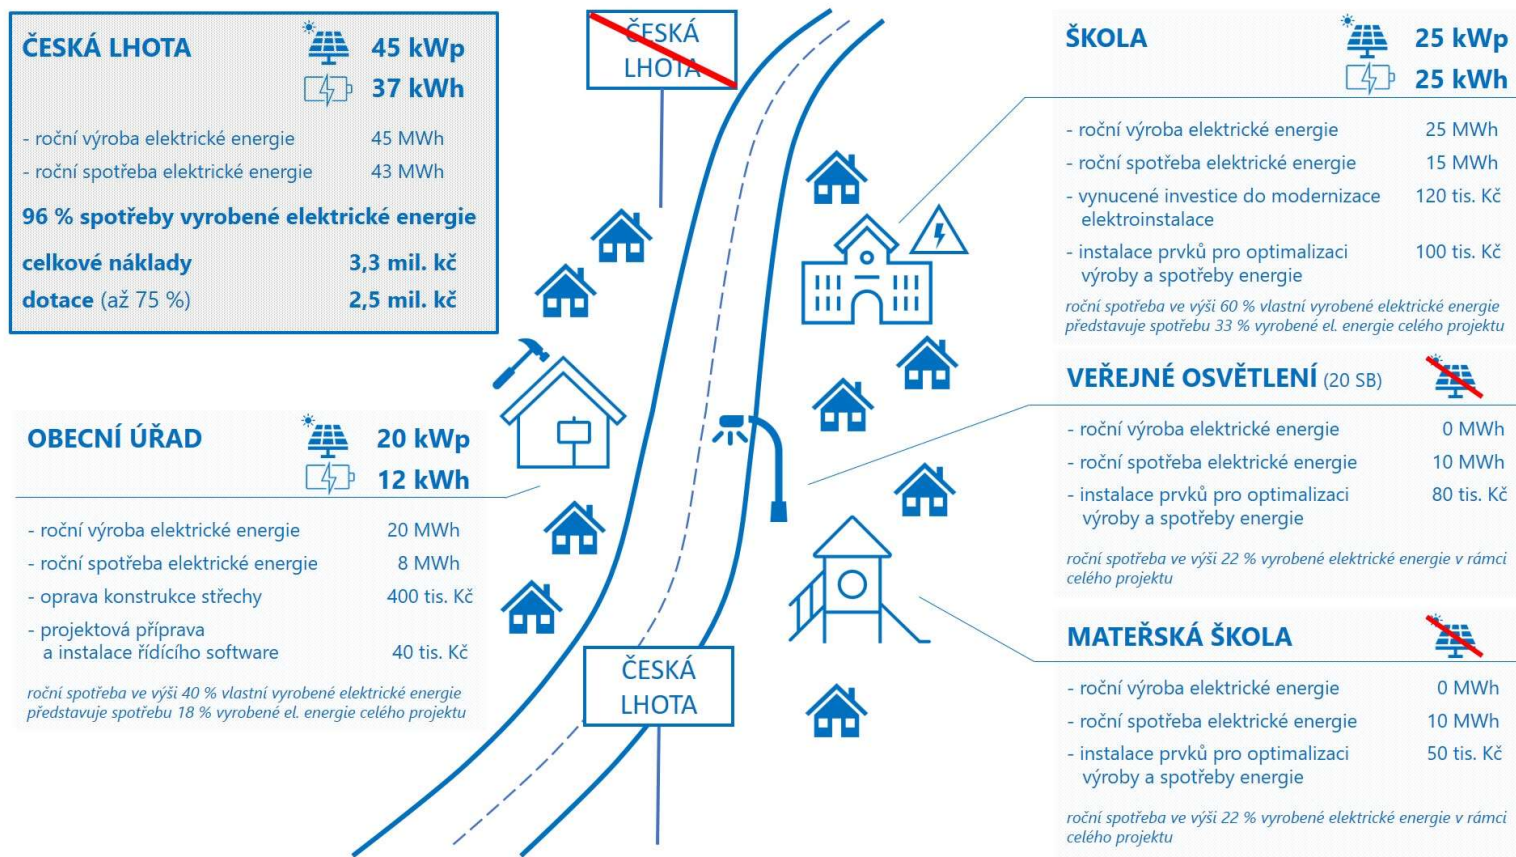 ČESKÁ LHOTA
45 kWp
37 kWh
- roční výroba elektrické energie 45 MWh
- roční spotřeba elektrické energie 43 MWh
96 % spotřeby vyrobené elektrické energie
celkové náklady 3,3 mil. kč
dotace (až 75 %) 2,5 mil. kč
ČESKÁ
LHOTA
OBECNÍ ÚŘAD
20 kWp
12 kWh
- roční výroba elektrické energie 20 MWh
- roční spotřeba elektrické energie 8 MWh
- oprava konstrukce střechy 400 tis. Kč
- projektová příprava
a instalace řídícího software 40 tis. Kč
roční spotřeba ve výši 40 % vlastní vyrobené elektrické energie
představuje spotřebu 18 % vyrobené el. energie celého projektu
ČESKÁ
LHOTA
ŠKOLA
25 kWp
25 kWh
- roční výroba elektrické energie 25 MWh
- roční spotřeba elektrické energie 15 MWh
- vynucené investice do modernizace 120 tis. Kč
elektroinstalace
- instalace prvků pro optimalizaci 100 tis. Kč
výroby a spotřeby energie
roční spotřeba ve výši 60 % vlastní vyrobené elektrické energie
představuje spotřebu 33 % vyrobené el. energie celého projektu
VEŘEJNÉ OSVĚTLENÍ (20 SB)
- roční výroba elektrické energie 0 MWh
- roční spotřeba elektrické energie 10 MWh
- instalace prvků pro optimalizaci 80 tis. Kč
výroby a spotřeby energie
roční spotřeba ve výši 22 % vyrobené elektrické energie v rámci
celého projektu
MATEŘSKÁ ŠKOLA
- roční výroba elektrické energie 0 MWh
- roční spotřeba elektrické energie 10 MWh
- instalace prvků pro optimalizaci 50 tis. Kč
výroby a spotřeby energie
roční spotřeba ve výši 22 % vyrobené elektrické energie v rámci
celého projektu